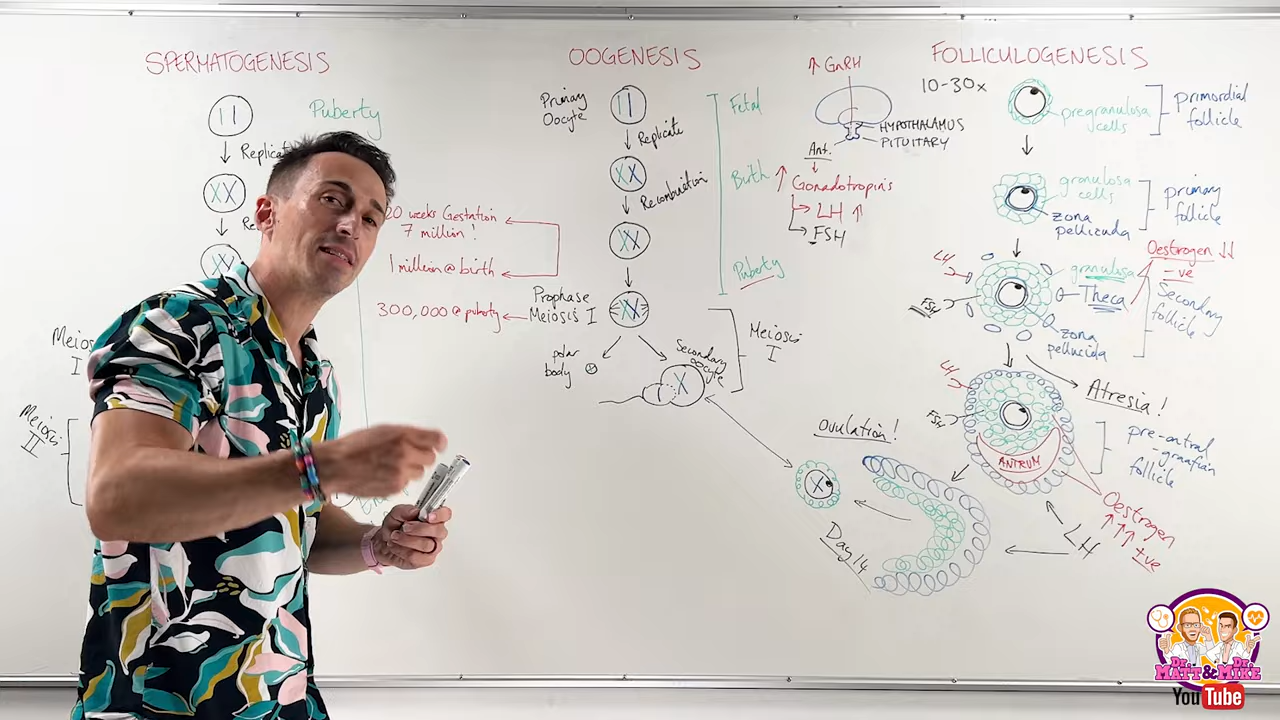 SPERMATOGENESIS
Puberty
Replicate
Meiosis
I
Meiosis
II
20 weeks Gestation
7 million!
1 million @ birth
300,000 @ puberty
OOGENESIS
Primary
Oocyte
Replicate
Recombination
Prophase
Meiosis I
polar
body
Secondary
oocyte
Meiosis
I
Fetal
Birth
Puberty
FOLLICULOGENESIS
↑ GnRH
10-30x
HYPOTHALAMUS
PITUITARY
Ant.
↑ Gonadotropins
LH ↑
FSH
pregranulosa
cells
primordial
follicle
granulosa
cells
zona
pellucida
primary
follicle
LH
FSH
granulosa
Theca
zona
pellucida
Oestrogen ↓↓
-ve
Secondary
follicle
Atresia!
LH
FSH
ANTRUM
pre-antral
-graafian
follicle
Oestrogen
↑↑↑ +ve
LH
Ovulation!
Day 14
Dr. Dr.
MATT & MIKE
YouTube